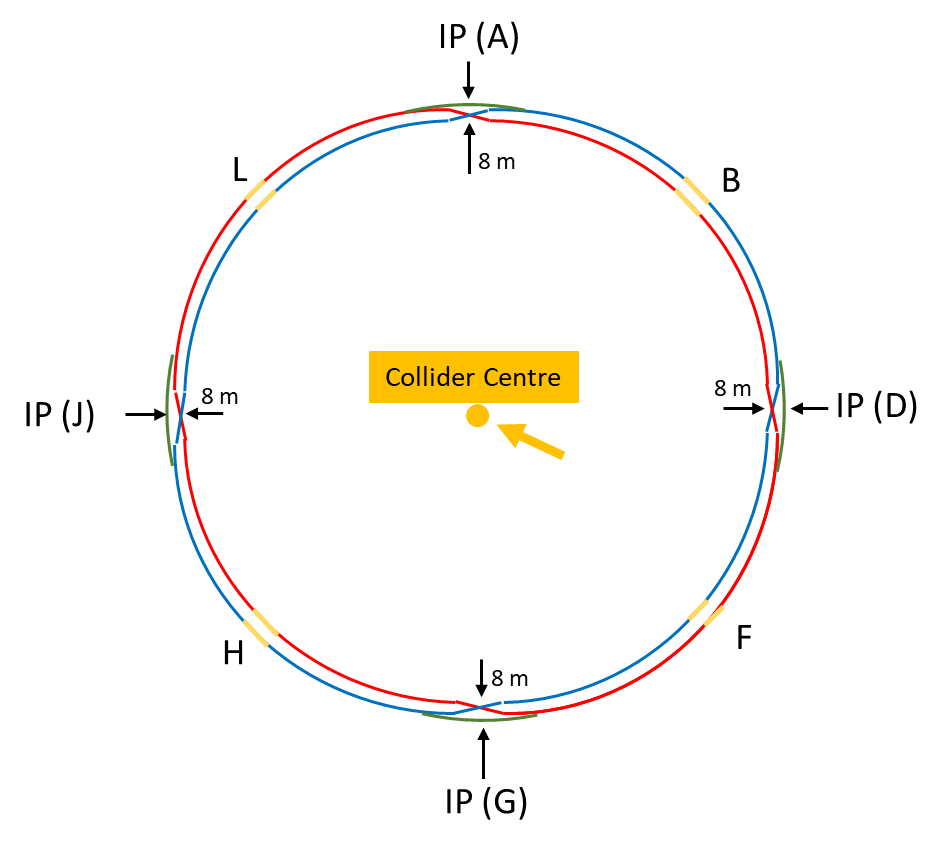 IP (A)
8 m
L
B
Collider Centre
IP (J)
8 m
8 m
IP (D)
H
F
8 m
IP (G)